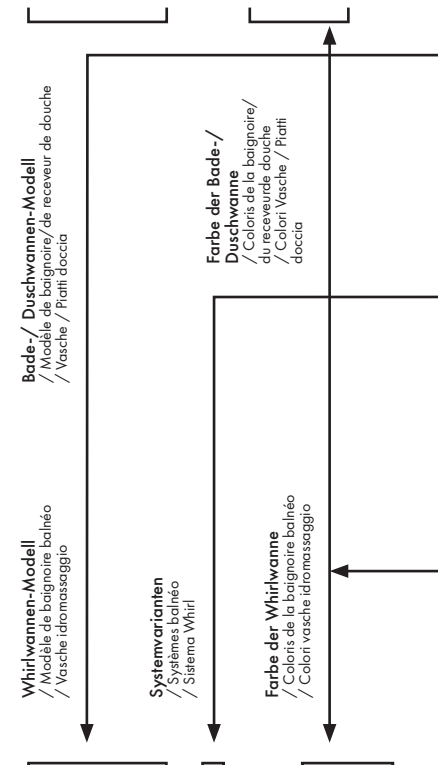 Bade-/ Duschwannen-Modell
/ Modèle de baignoire/ de receveur de douche
/ Vasche / Piatti doccia
Farbe der Bade-/
Duschwanne
/ Coloris de la baignoire/
du receveurde douche
/ Colori Vasche / Piatti
doccia
Whirlwannen-Modell
/ Modèle de baignoire balnéo
/ Vasche idromassaggio
Systemvarianten
/ Systèmes balnéo
/ Sistema Whirl
Farbe der Whirlwanne
/ Coloris de la baignoire balnéo
/ Colori vasche idromassaggio